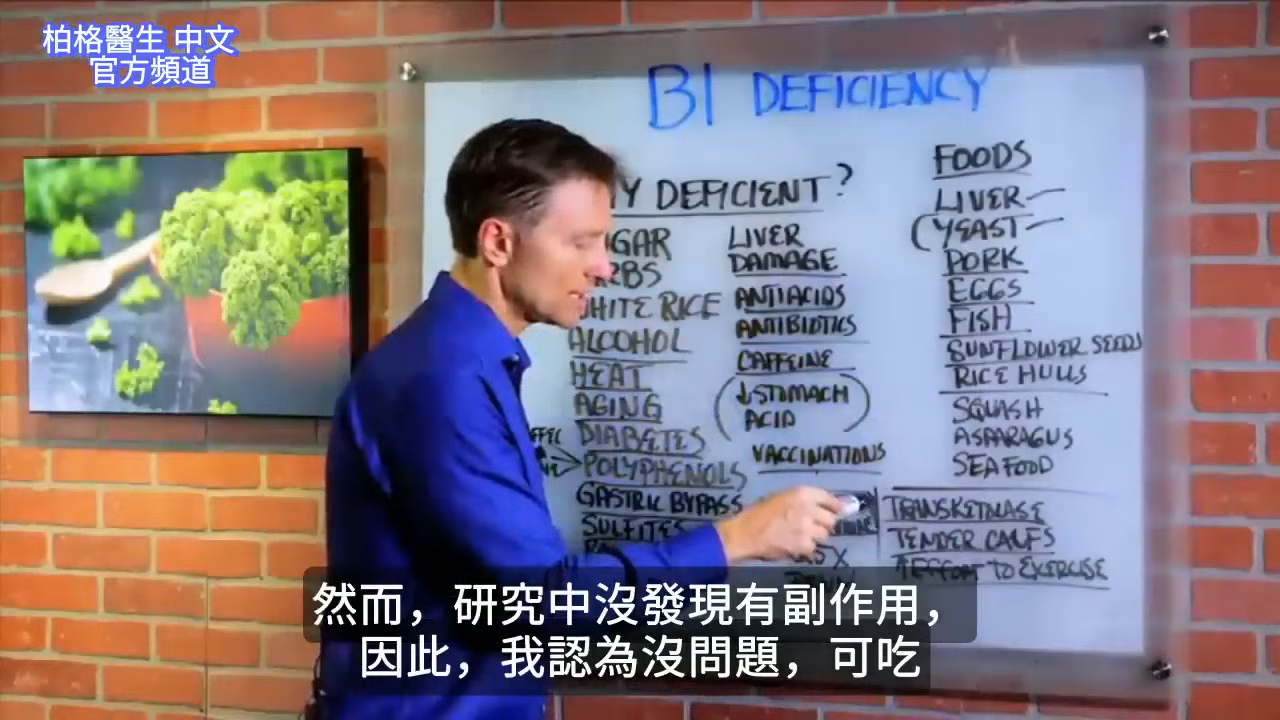 柏格醫生 中文
官方頻道
B1 DEFICIENCY
Y DEFICIENT?
GAR
RBS
WHITE RICE
ALCOHOL
HEAT
AGING
DIABETES
POLYPHENOLS
GASTRIC BYPASS
SULFITES
LIVER
DAMAGE
ANTIACIDS
ANTIBIOTICS
CAFFEINE
(↓STOMACH
ACID)
VACCINATIONS
FOODS
LIVER
(YEAST
PORK
EGGS
FISH
SUNFLOWER SEEDS
RICE HULLS
SQUASH
ASPARAGUS
SEAFOOD
TRANSKETNASE
TENDER CALFS
↑EFFORT TO EXERCISE
然而，研究中沒發現有副作用，
因此，我認為沒問題，可吃